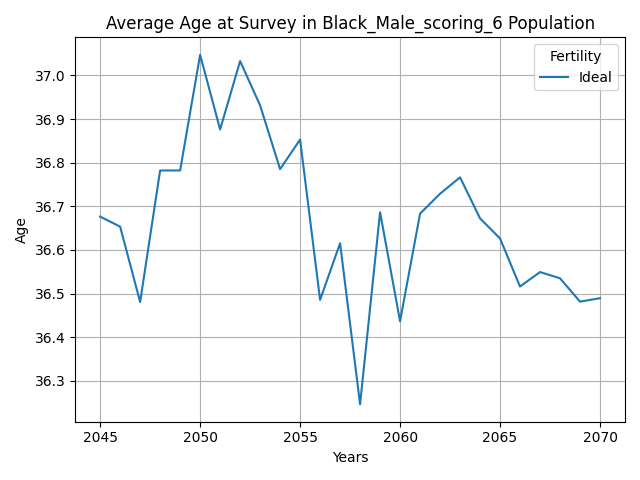 Average Age at Survey in Black_Male_scoring_6 Population
Fertility
Ideal
37.0
36.9
36.8
36.7
36.6
36.5
36.4
36.3
Age
2045 2050 2055 2060 2065 2070
Years